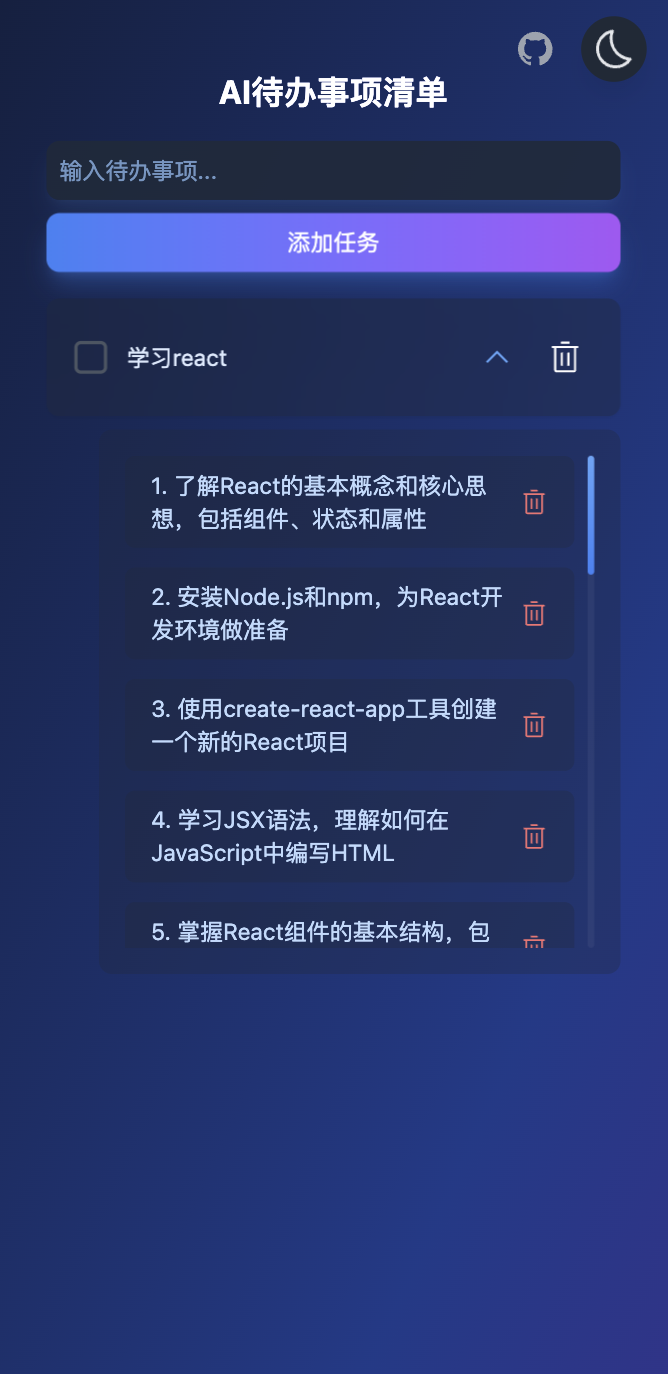 AI待办事项清单
输入待办事项...
添加任务
学习react
1. 了解React的基本概念和核心思
想，包括组件、状态和属性
2. 安装Node.js和npm，为React开
发环境做准备
3. 使用create-react-app工具创建
一个新的React项目
4. 学习JSX语法，理解如何在
JavaScript中编写HTML
5. 掌握React组件的基本结构，包